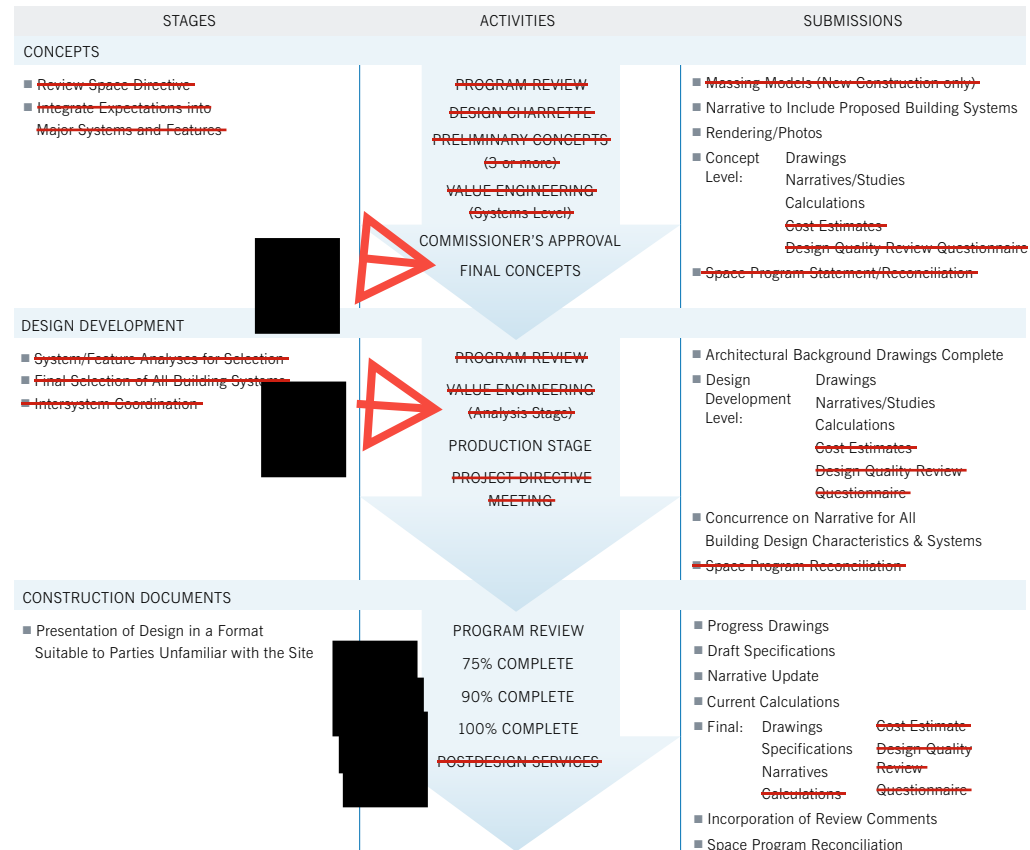 STAGES
ACTIVITIES
SUBMISSIONS
CONCEPTS
Review Space Directive
Integrate Expectations into
Major Systems and Features
PROGRAM REVIEW
DESIGN CHARRETTE
PRELIMINARY CONCEPTS
(3 or more)
VALUE ENGINEERING
(Systems Level)
COMMISSIONER'S APPROVAL
FINAL CONCEPTS
Massing Models (New Construction only)
Narrative to Include Proposed Building Systems
Rendering/Photos
Concept Drawings
Level: Narratives/Studies
Calculations
Cost Estimates
Design Quality Review Questionnaire
Space Program Statement/Reconciliation
DESIGN DEVELOPMENT
System/Feature Analyses for Selection
Final Selection of All Building Systems
Intersystem Coordination
PROGRAM REVIEW
VALUE ENGINEERING
(Analysis Stage)
PRODUCTION STAGE
PROJECT DIRECTIVE
MEETING
Architectural Background Drawings Complete
Design Drawings
Development Narratives/Studies
Level: Calculations
Cost Estimates
Design Quality Review
Questionnaire
Concurrence on Narrative for All
Building Design Characteristics & Systems
Space Program Reconciliation
CONSTRUCTION DOCUMENTS
Presentation of Design in a Format
Suitable to Parties Unfamiliar with the Site
PROGRAM REVIEW
75% COMPLETE
90% COMPLETE
100% COMPLETE
POSTDESIGN SERVICES
Progress Drawings
Draft Specifications
Narrative Update
Current Calculations
Final: Drawings Cost Estimate
Specifications Design Quality
Narratives Review
Calculations Questionnaire
Incorporation of Review Comments
Space Program Reconciliation